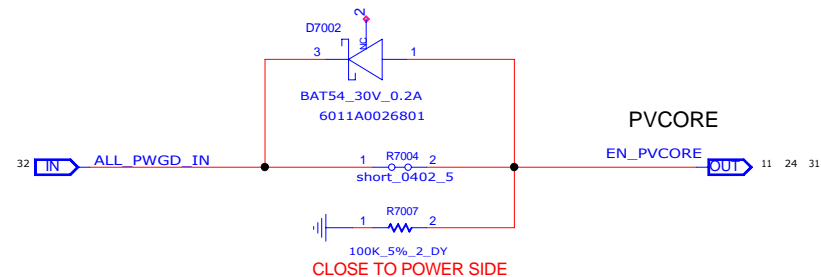 2
D7002
NC
3 1
BAT54_30V_0.2A
6011A0026801
PVCORE
32 IN ALL_PWGD_IN 1 R7004 2 EN_PVCORE OUT 11 24 31
short_0402_5
1 R7007 2
100K_5%_2_DY
CLOSE TO POWER SIDE